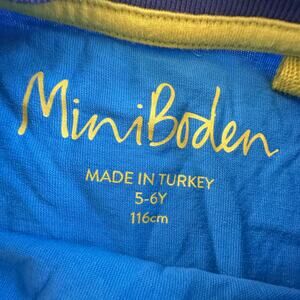 MiniBoden
MADE IN TURKEY
5-6Y
116cm